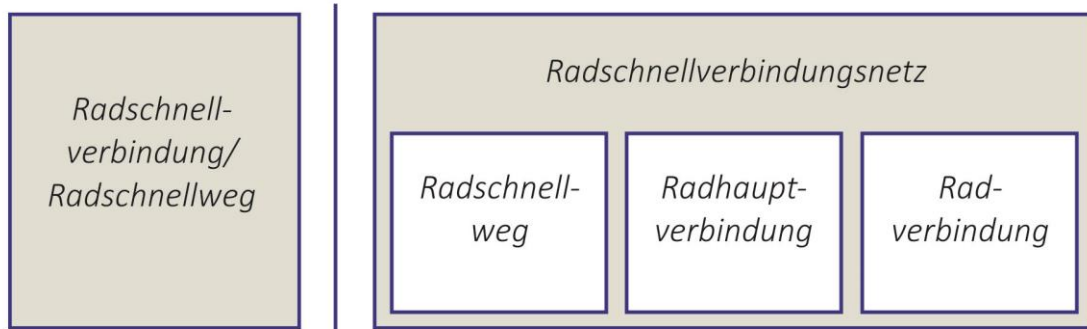 Radschnell-
verbindung/
Radschnellweg
Radschnellverbindungsnetz
Radschnell-
weg
Radhaupt-
verbindung
Rad-
verbindung